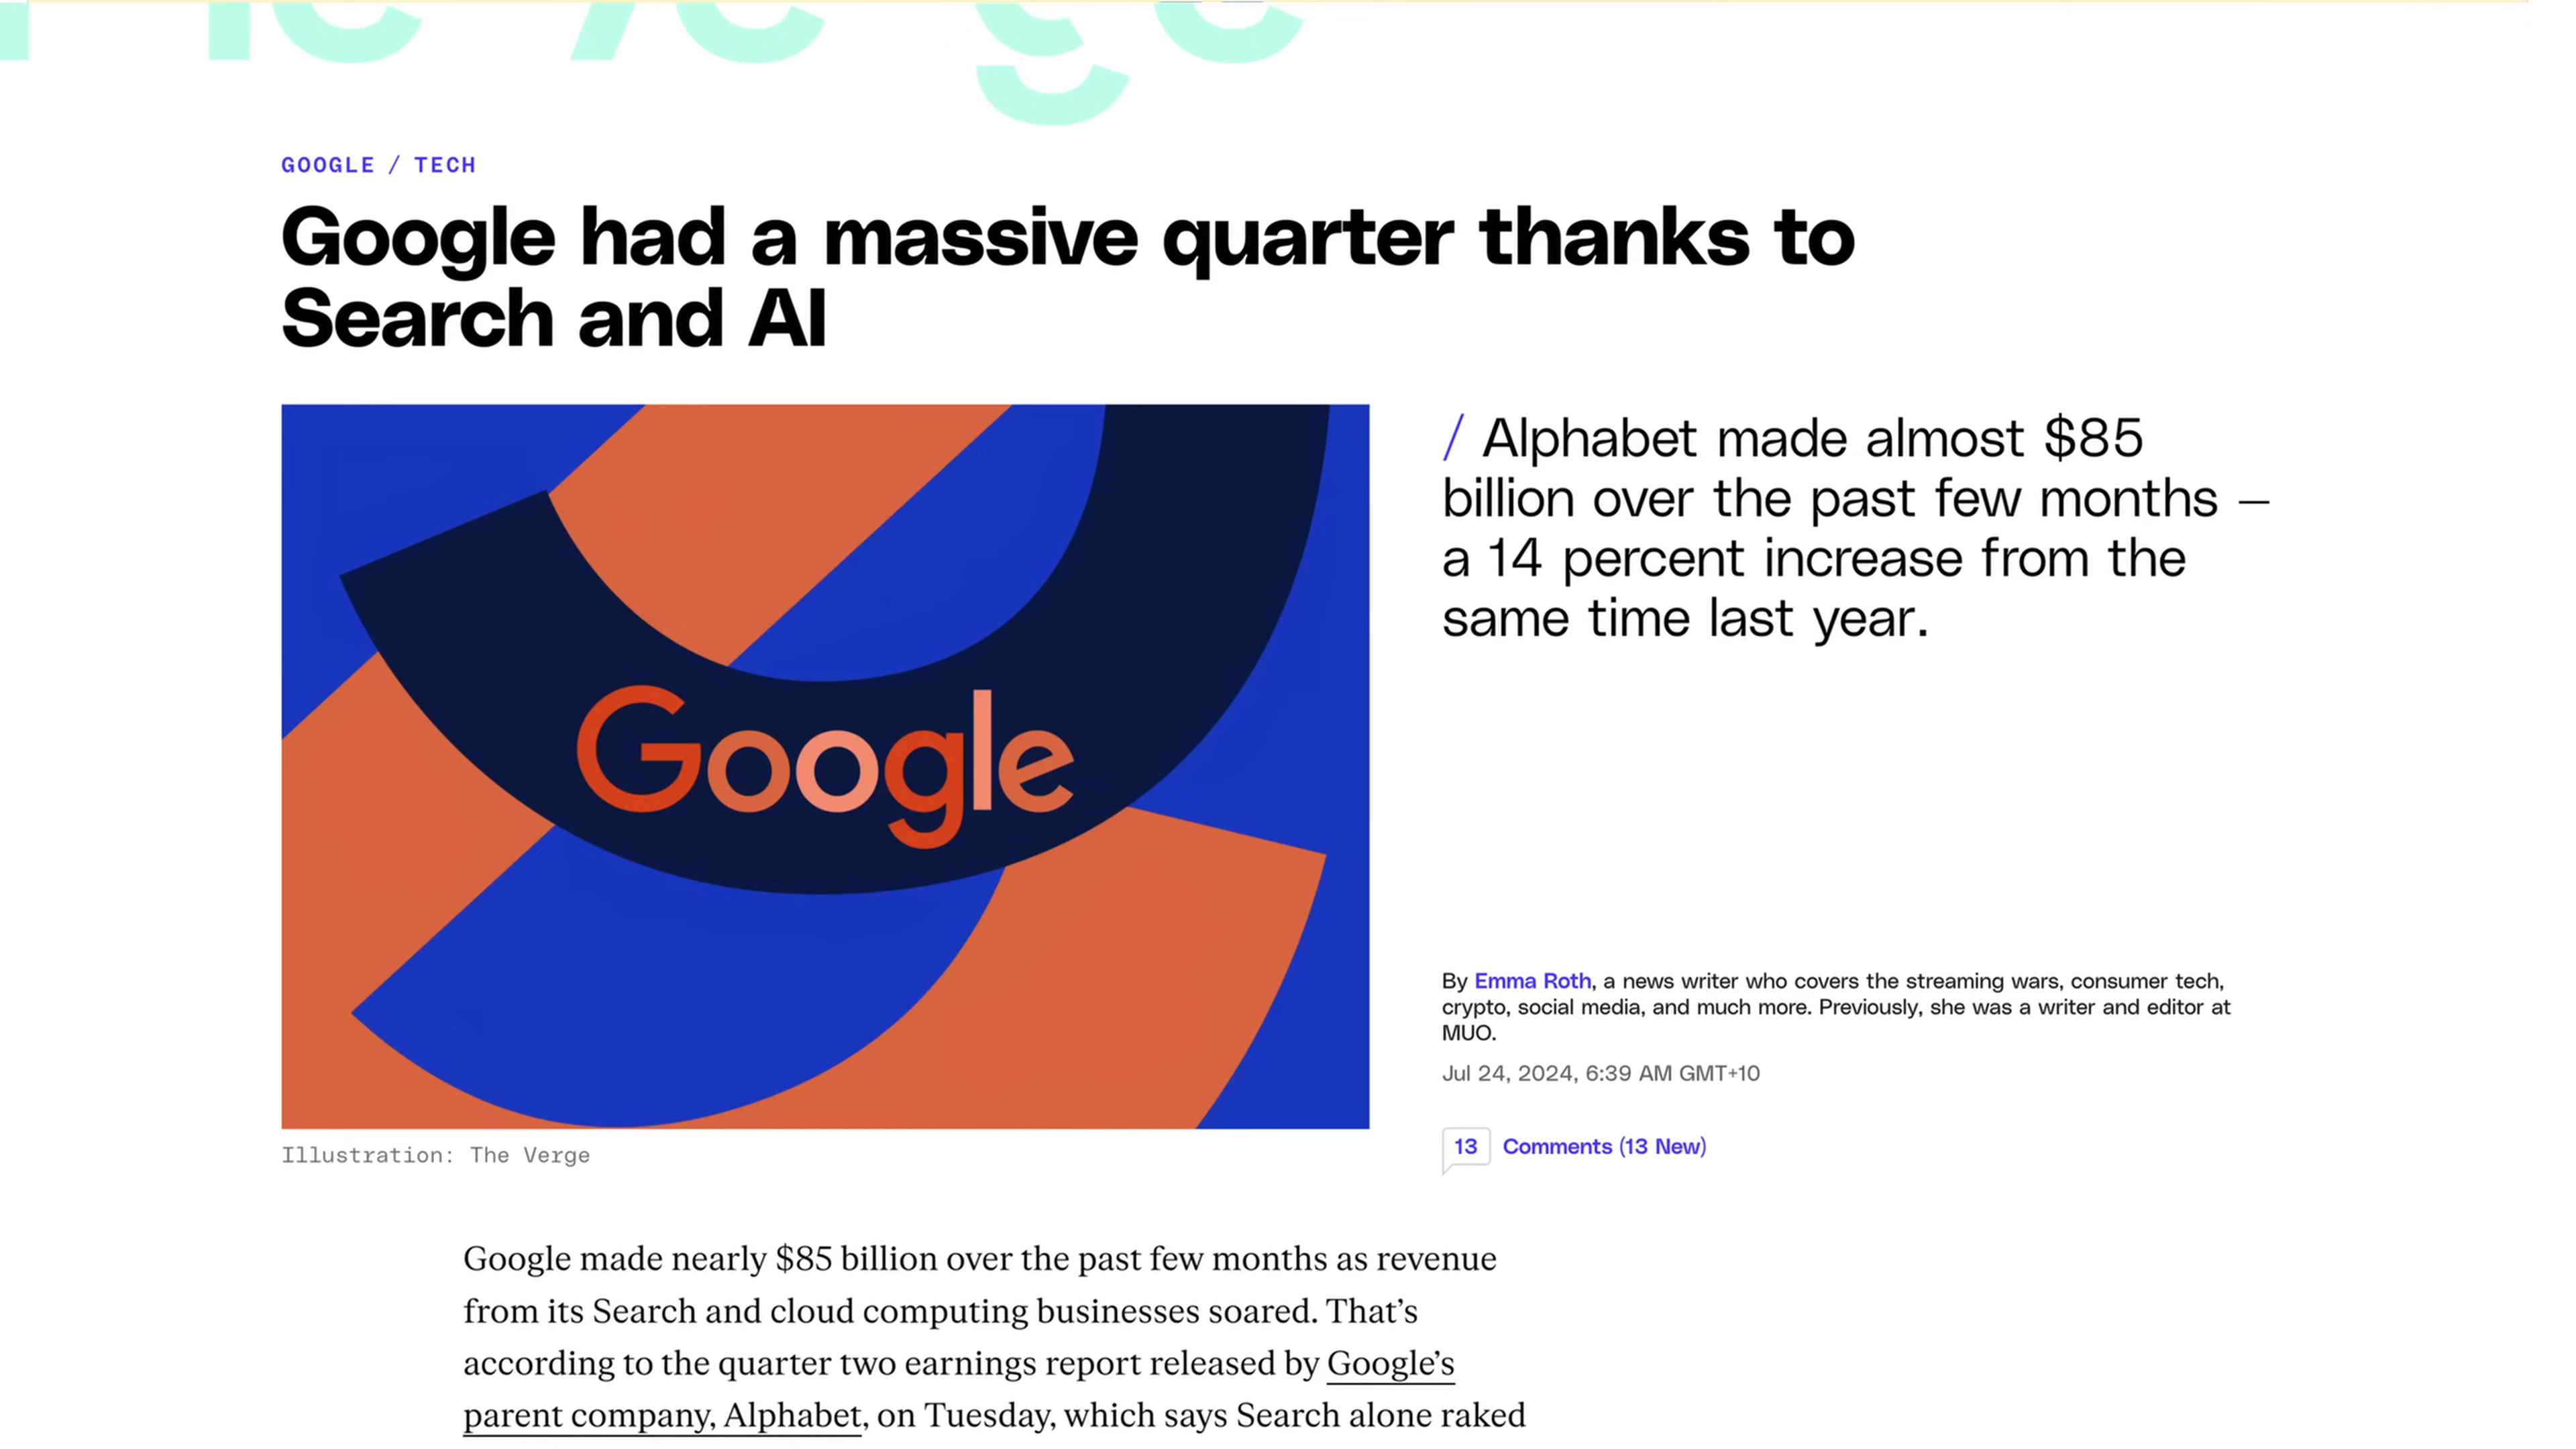 GOOGLE / TECH
Google had a massive quarter thanks to
Search and AI
/ Alphabet made almost $85
billion over the past few months –
a 14 percent increase from the
same time last year.
Google
By Emma Roth, a news writer who covers the streaming wars, consumer tech,
crypto, social media, and much more. Previously, she was a writer and editor at
MUO.
Jul 24, 2024, 6:39 AM GMT+10
13 Comments (13 New)
Illustration: The Verge
Google made nearly $85 billion over the past few months as revenue
from its Search and cloud computing businesses soared. That’s
according to the quarter two earnings report released by Google’s
parent company, Alphabet, on Tuesday, which says Search alone raked